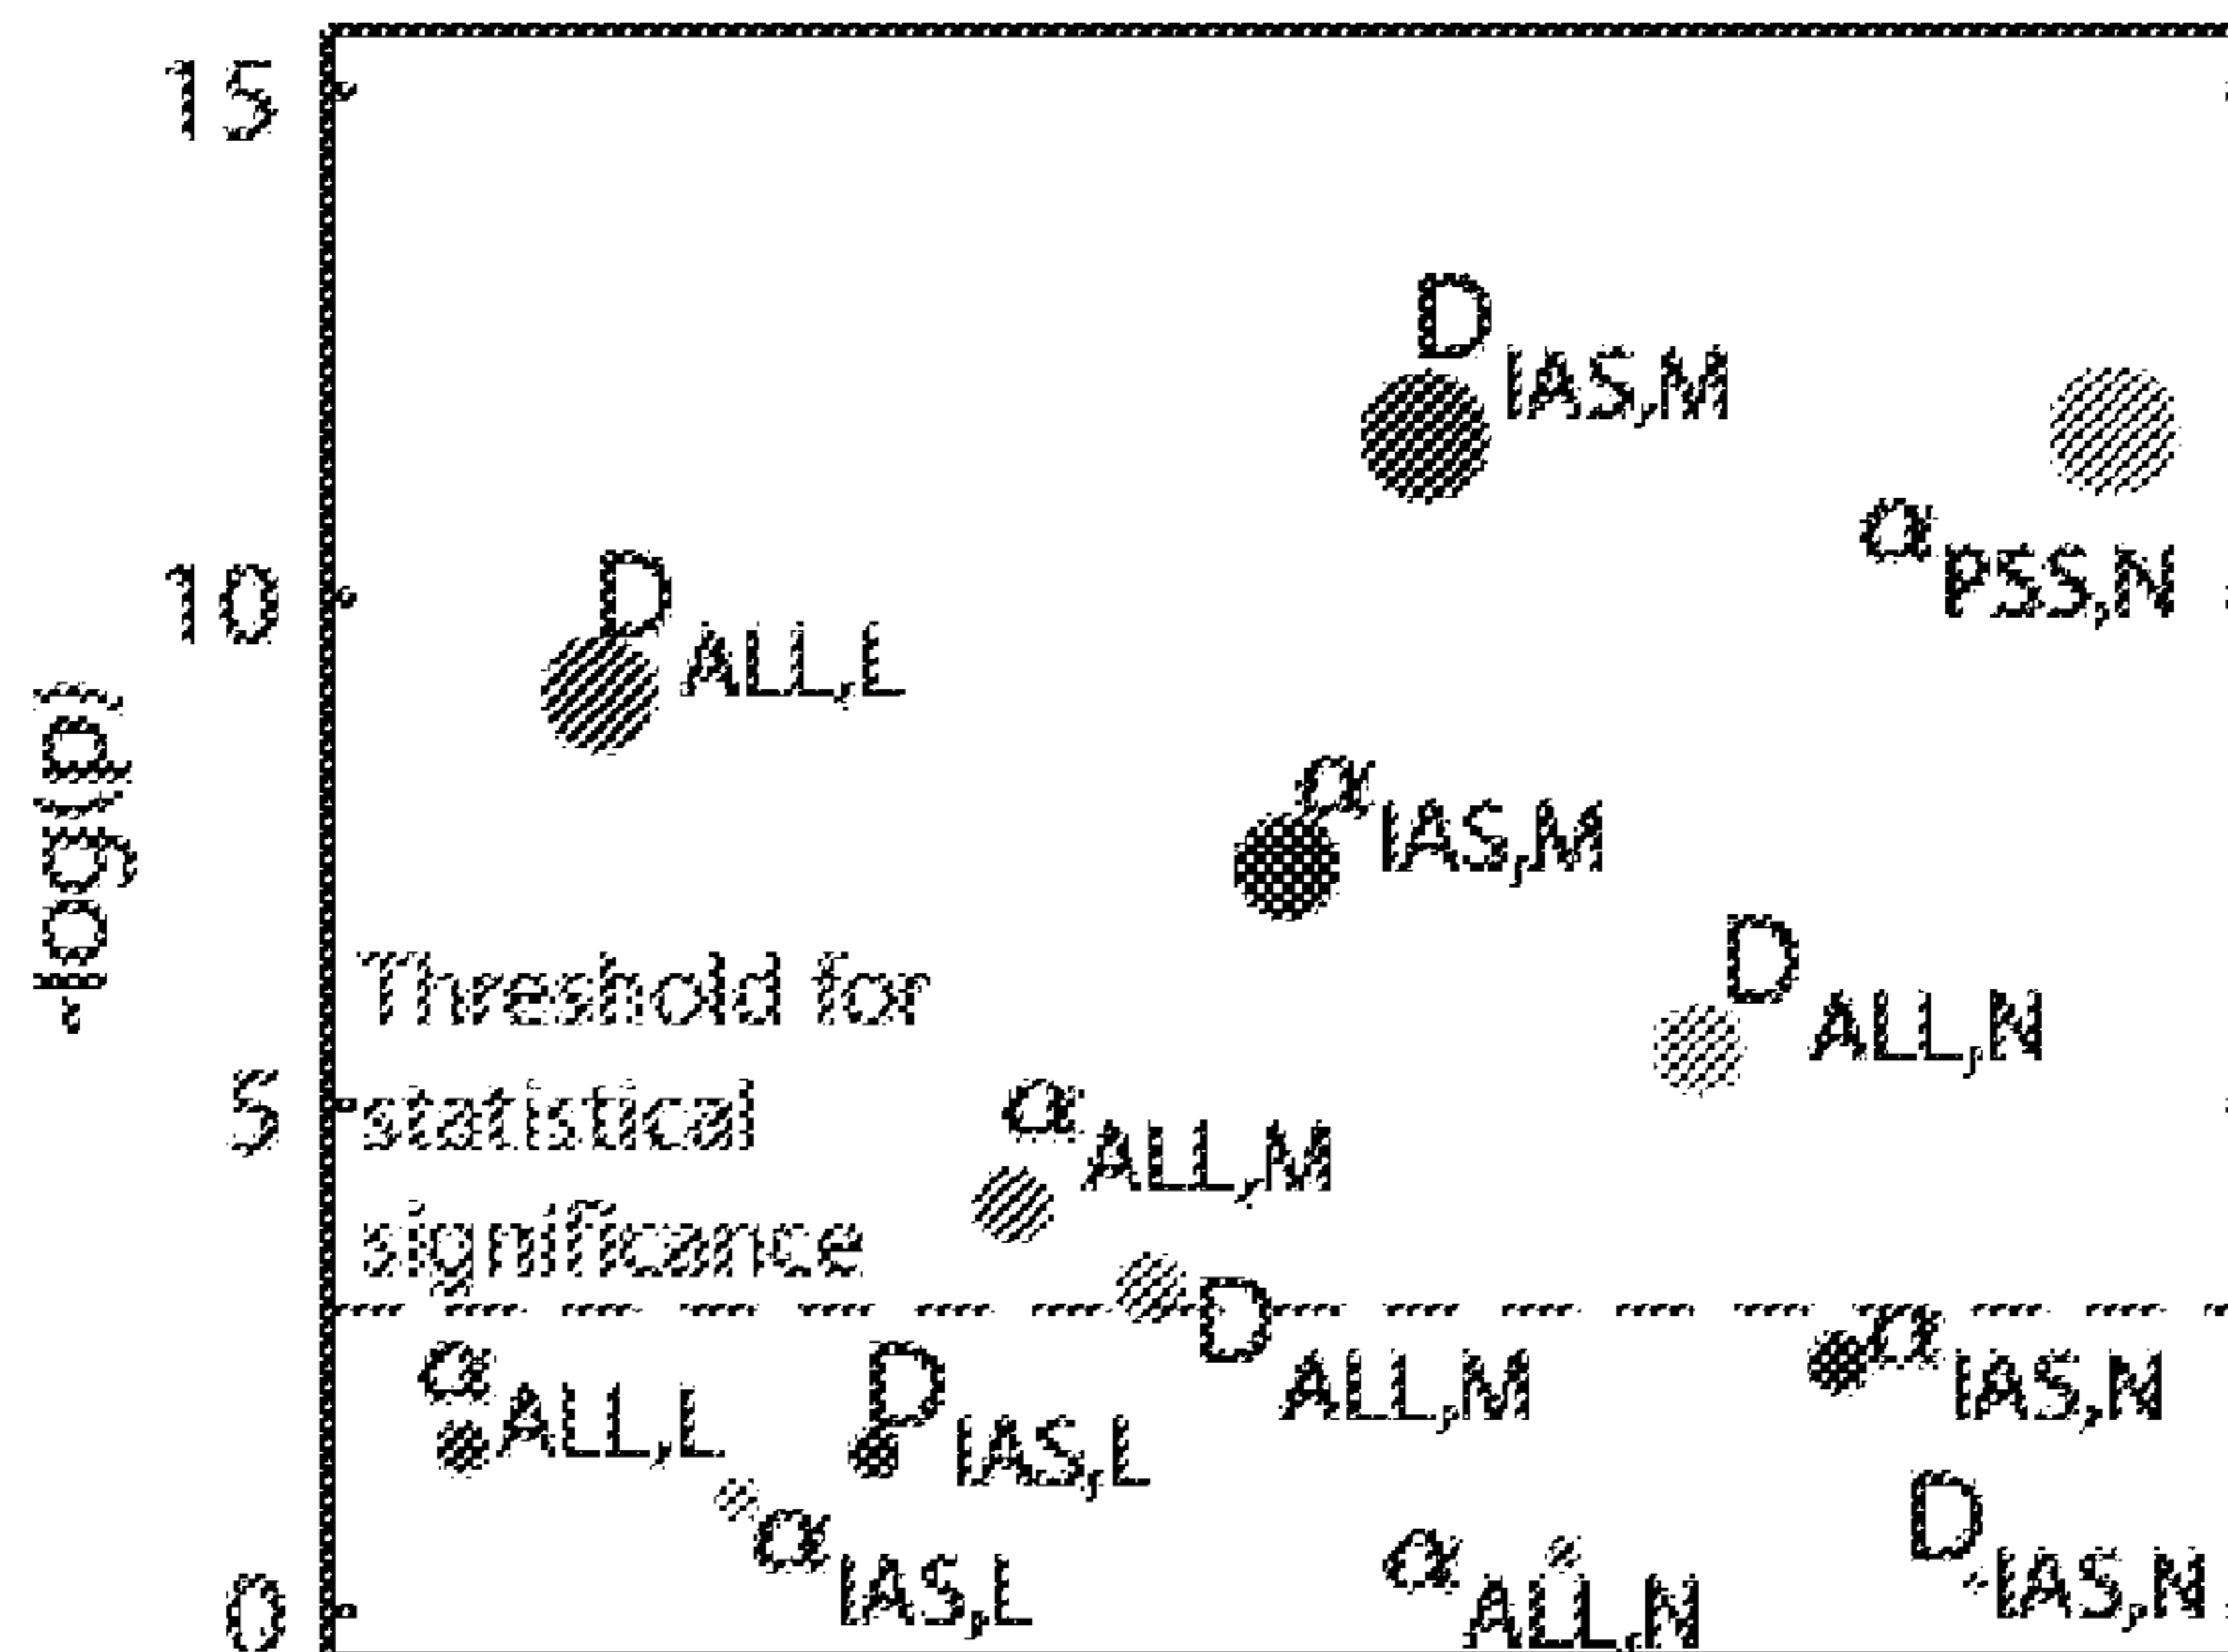 15
D IAS,M
α PSS,N
10
D ALL,L
-log(p)
α IAS,M
D ALL,N
Threshold for
5
statistical
α ALL,M
significance
D ALL,M
α IAS,N
α ALL,L
D IAS,L
α IAS,L
D IAS,N
α ALL,N
0